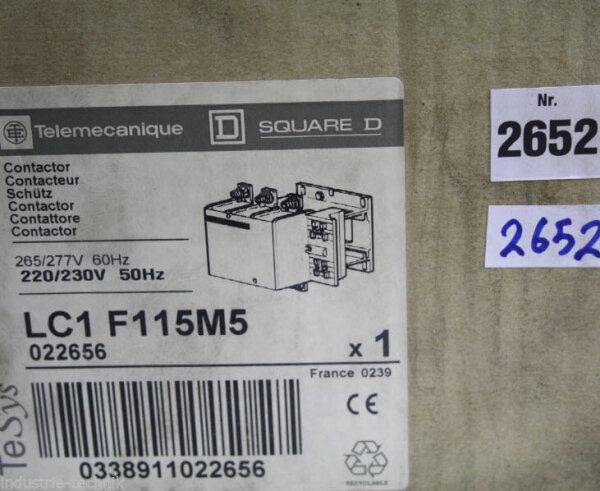 Telemecanique
D
SQUARE D
Contactor
Contacteur
Schütz
Contactor
Contattore
Contactor
265/277V 60Hz
220/230V 50Hz
LC1 F115M5
022656
x 1
France 0239
CE
0338911022656
TeSys
Nr.
2652
2652
industrie-technik